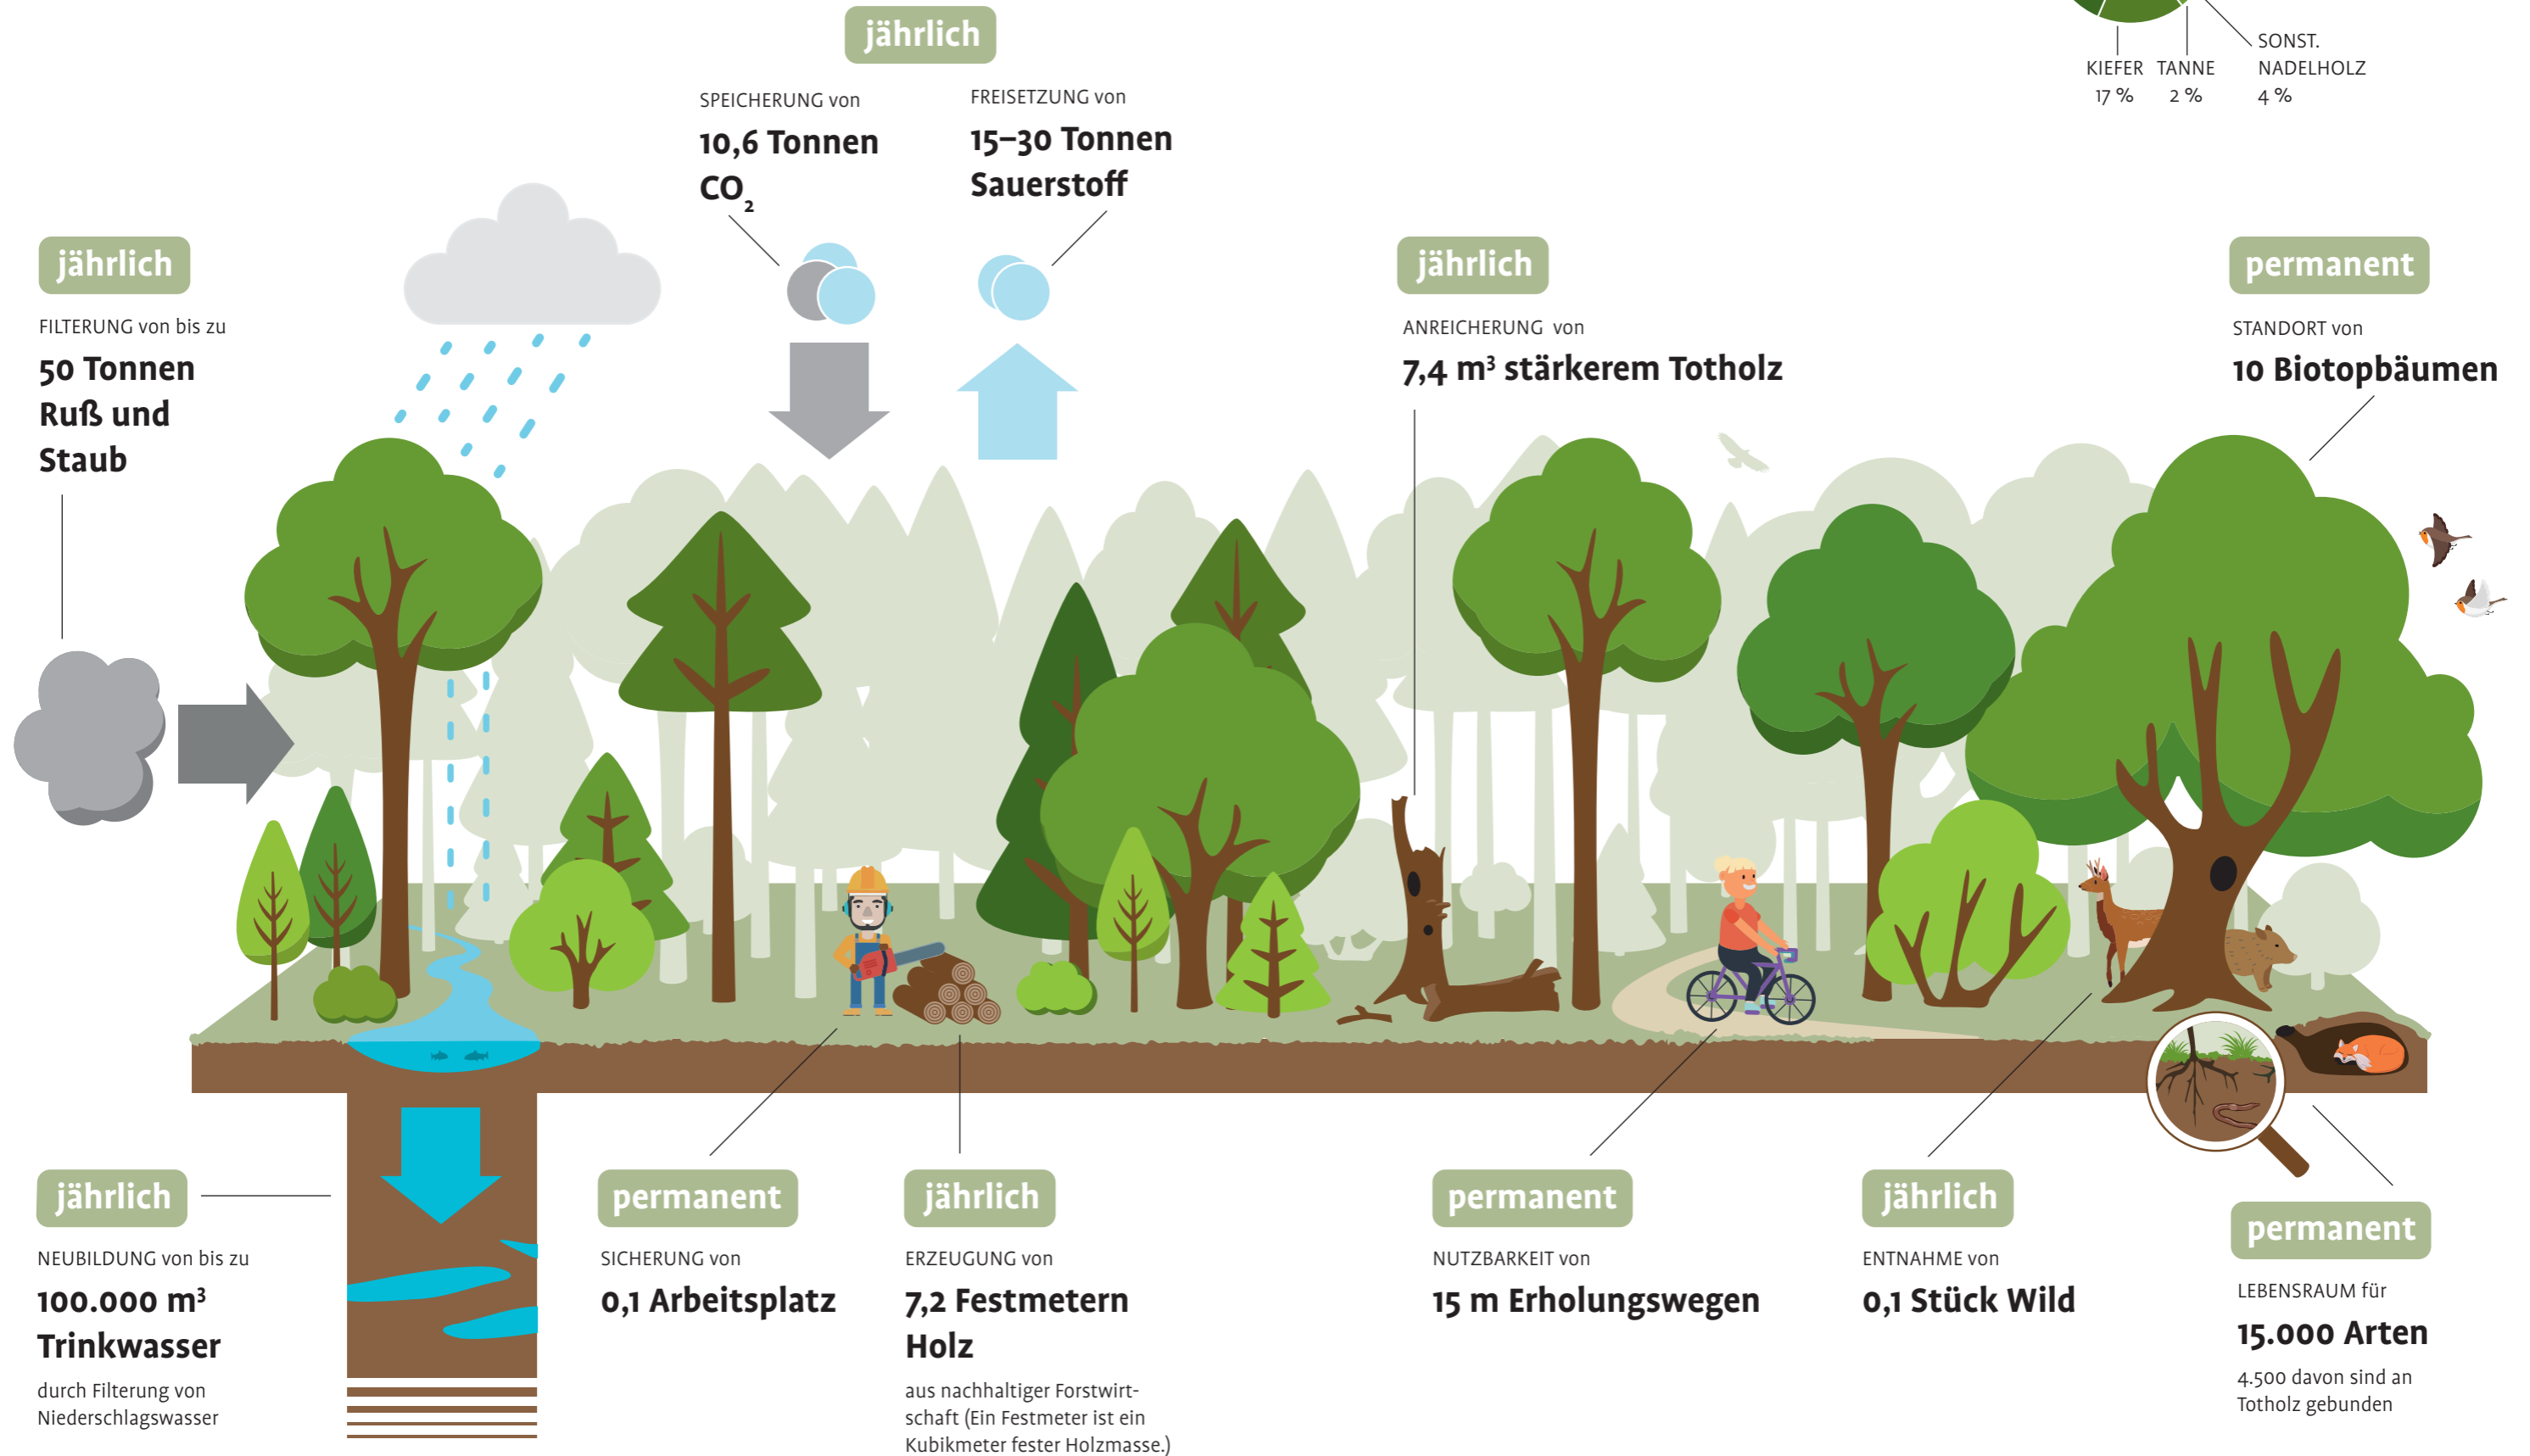 jährlich
SPEICHERUNG von
10,6 Tonnen
CO₂
FREISETZUNG von
15–30 Tonnen
Sauerstoff
KIEFER
17 %
TANNE
2 %
SONST.
NADELHOLZ
4 %
jährlich
FILTERUNG von bis zu
50 Tonnen
Ruß und
Staub
jährlich
ANREICHERUNG von
7,4 m³ stärkerem Totholz
permanent
STANDORT von
10 Biotopbäumen
jährlich
NEUBILDUNG von bis zu
100.000 m³
Trinkwasser
durch Filterung von
Niederschlagswasser
permanent
SICHERUNG von
0,1 Arbeitsplatz
jährlich
ERZEUGUNG von
7,2 Festmetern
Holz
aus nachhaltiger Forstwirt-
schaft (Ein Festmeter ist ein
Kubikmeter fester Holzmasse.)
permanent
NUTZBARKEIT von
15 m Erholungswegen
jährlich
ENTNAHME von
0,1 Stück Wild
permanent
LEBENSRAUM für
15.000 Arten
4.500 davon sind an
Totholz gebunden